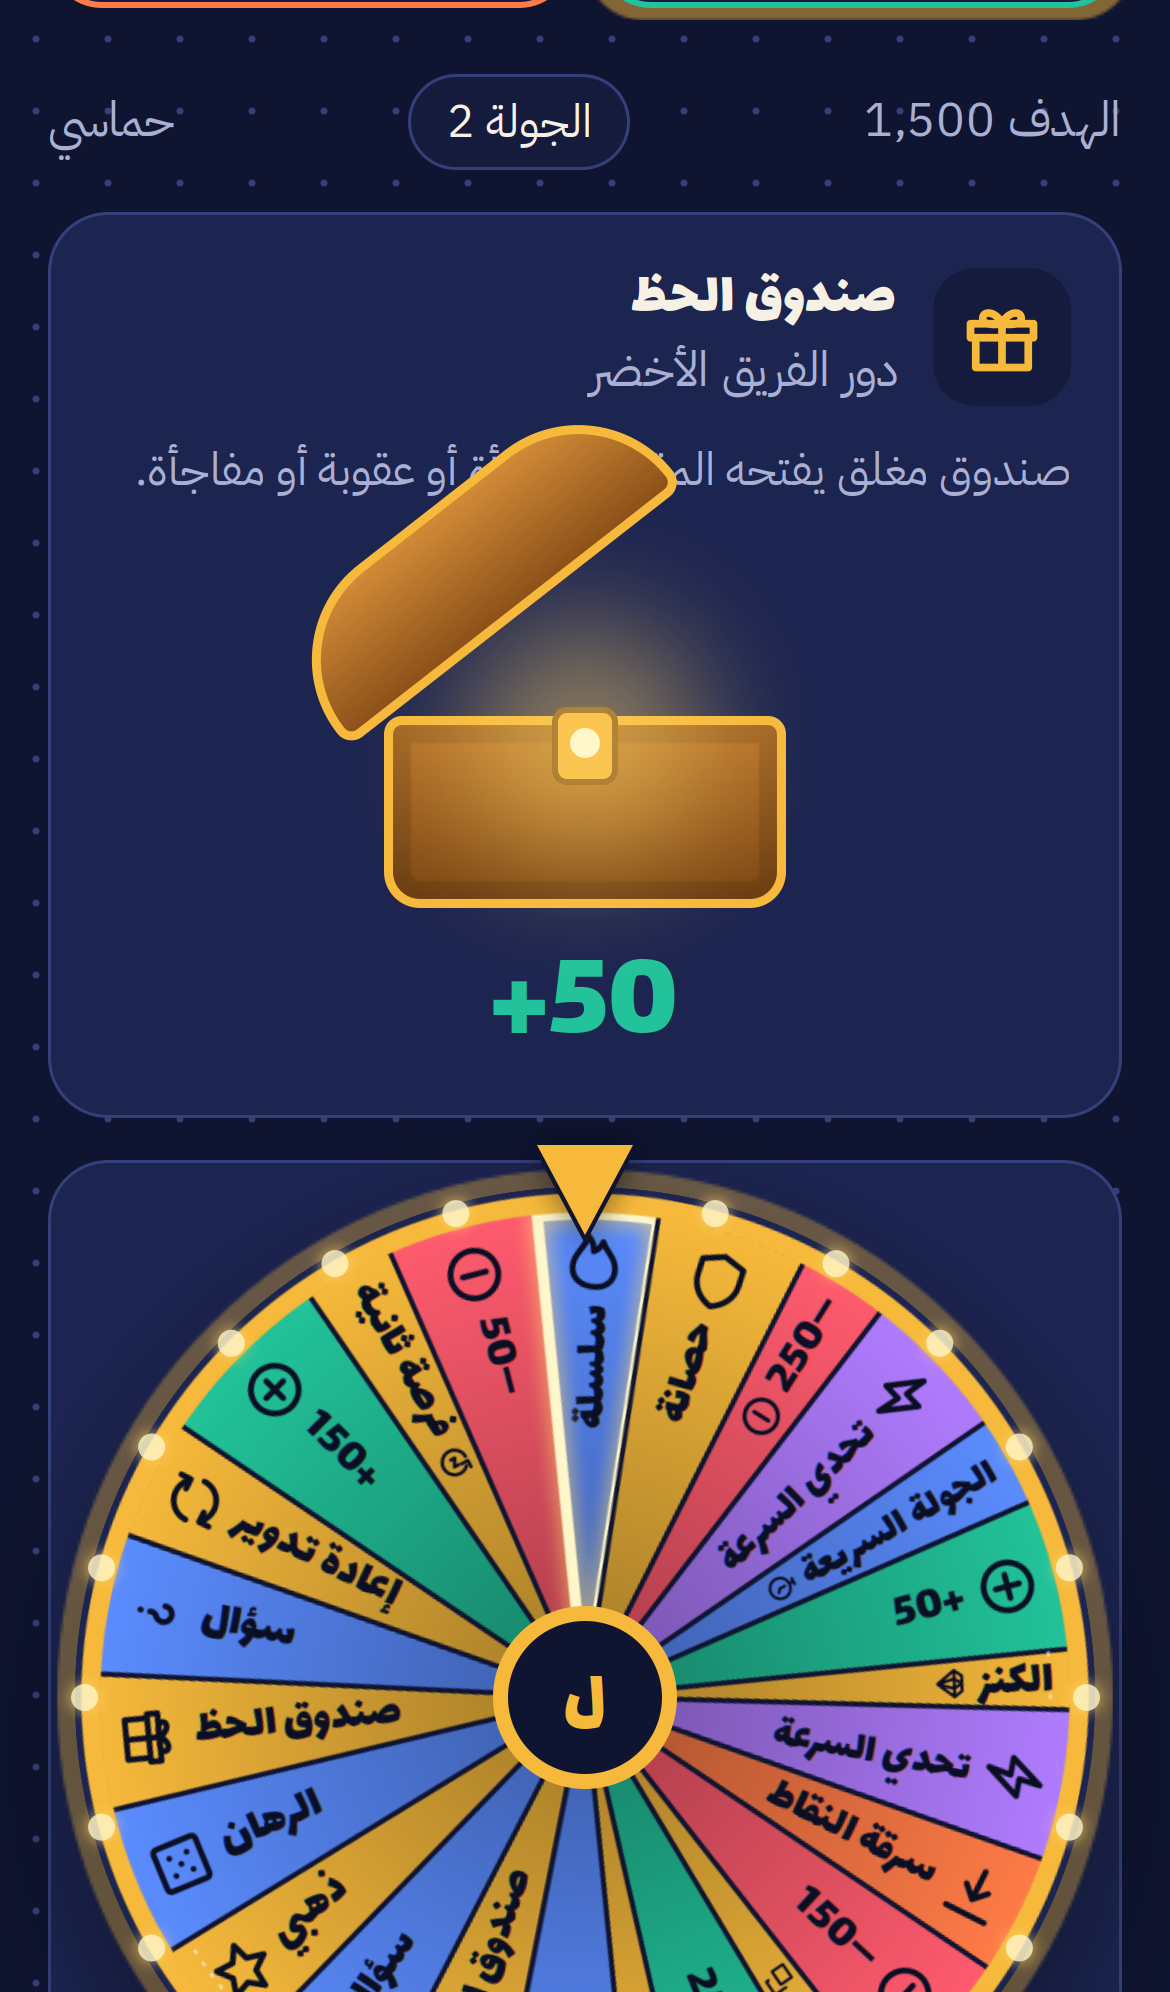 الهدف 1,500
الجولة 2
حماسي
صندوق الحظ
دور الفريق الأخضر
صندوق مغلق يفتحه أو عقوبة أو مفاجأة.
+50
سلسلة
حصانة
−250
تحدي السرعة
الجولة السريعة
+50
الكنز
تحدي السرعة
سرقة النقاط
−150
صندوق
سؤال
ذهبي
الرهان
صندوق الحظ
سؤال
إعادة تدوير
+150
فرصة ثانية
−50
ل